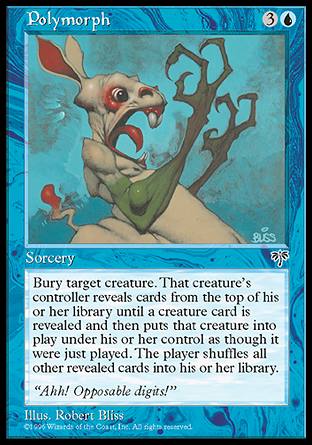 Polymorph 3
BLISS
Sorcery
Bury target creature. That creature's
controller reveals cards from the top of his
or her library until a creature card is
revealed and then puts that creature into
play under his or her control as though it
were just played. The player shuffles all
other revealed cards into his or her library.
“Ahh! Opposable digits!”
Illus. Robert Bliss
©1996 Wizards of the Coast, Inc. All rights reserved.